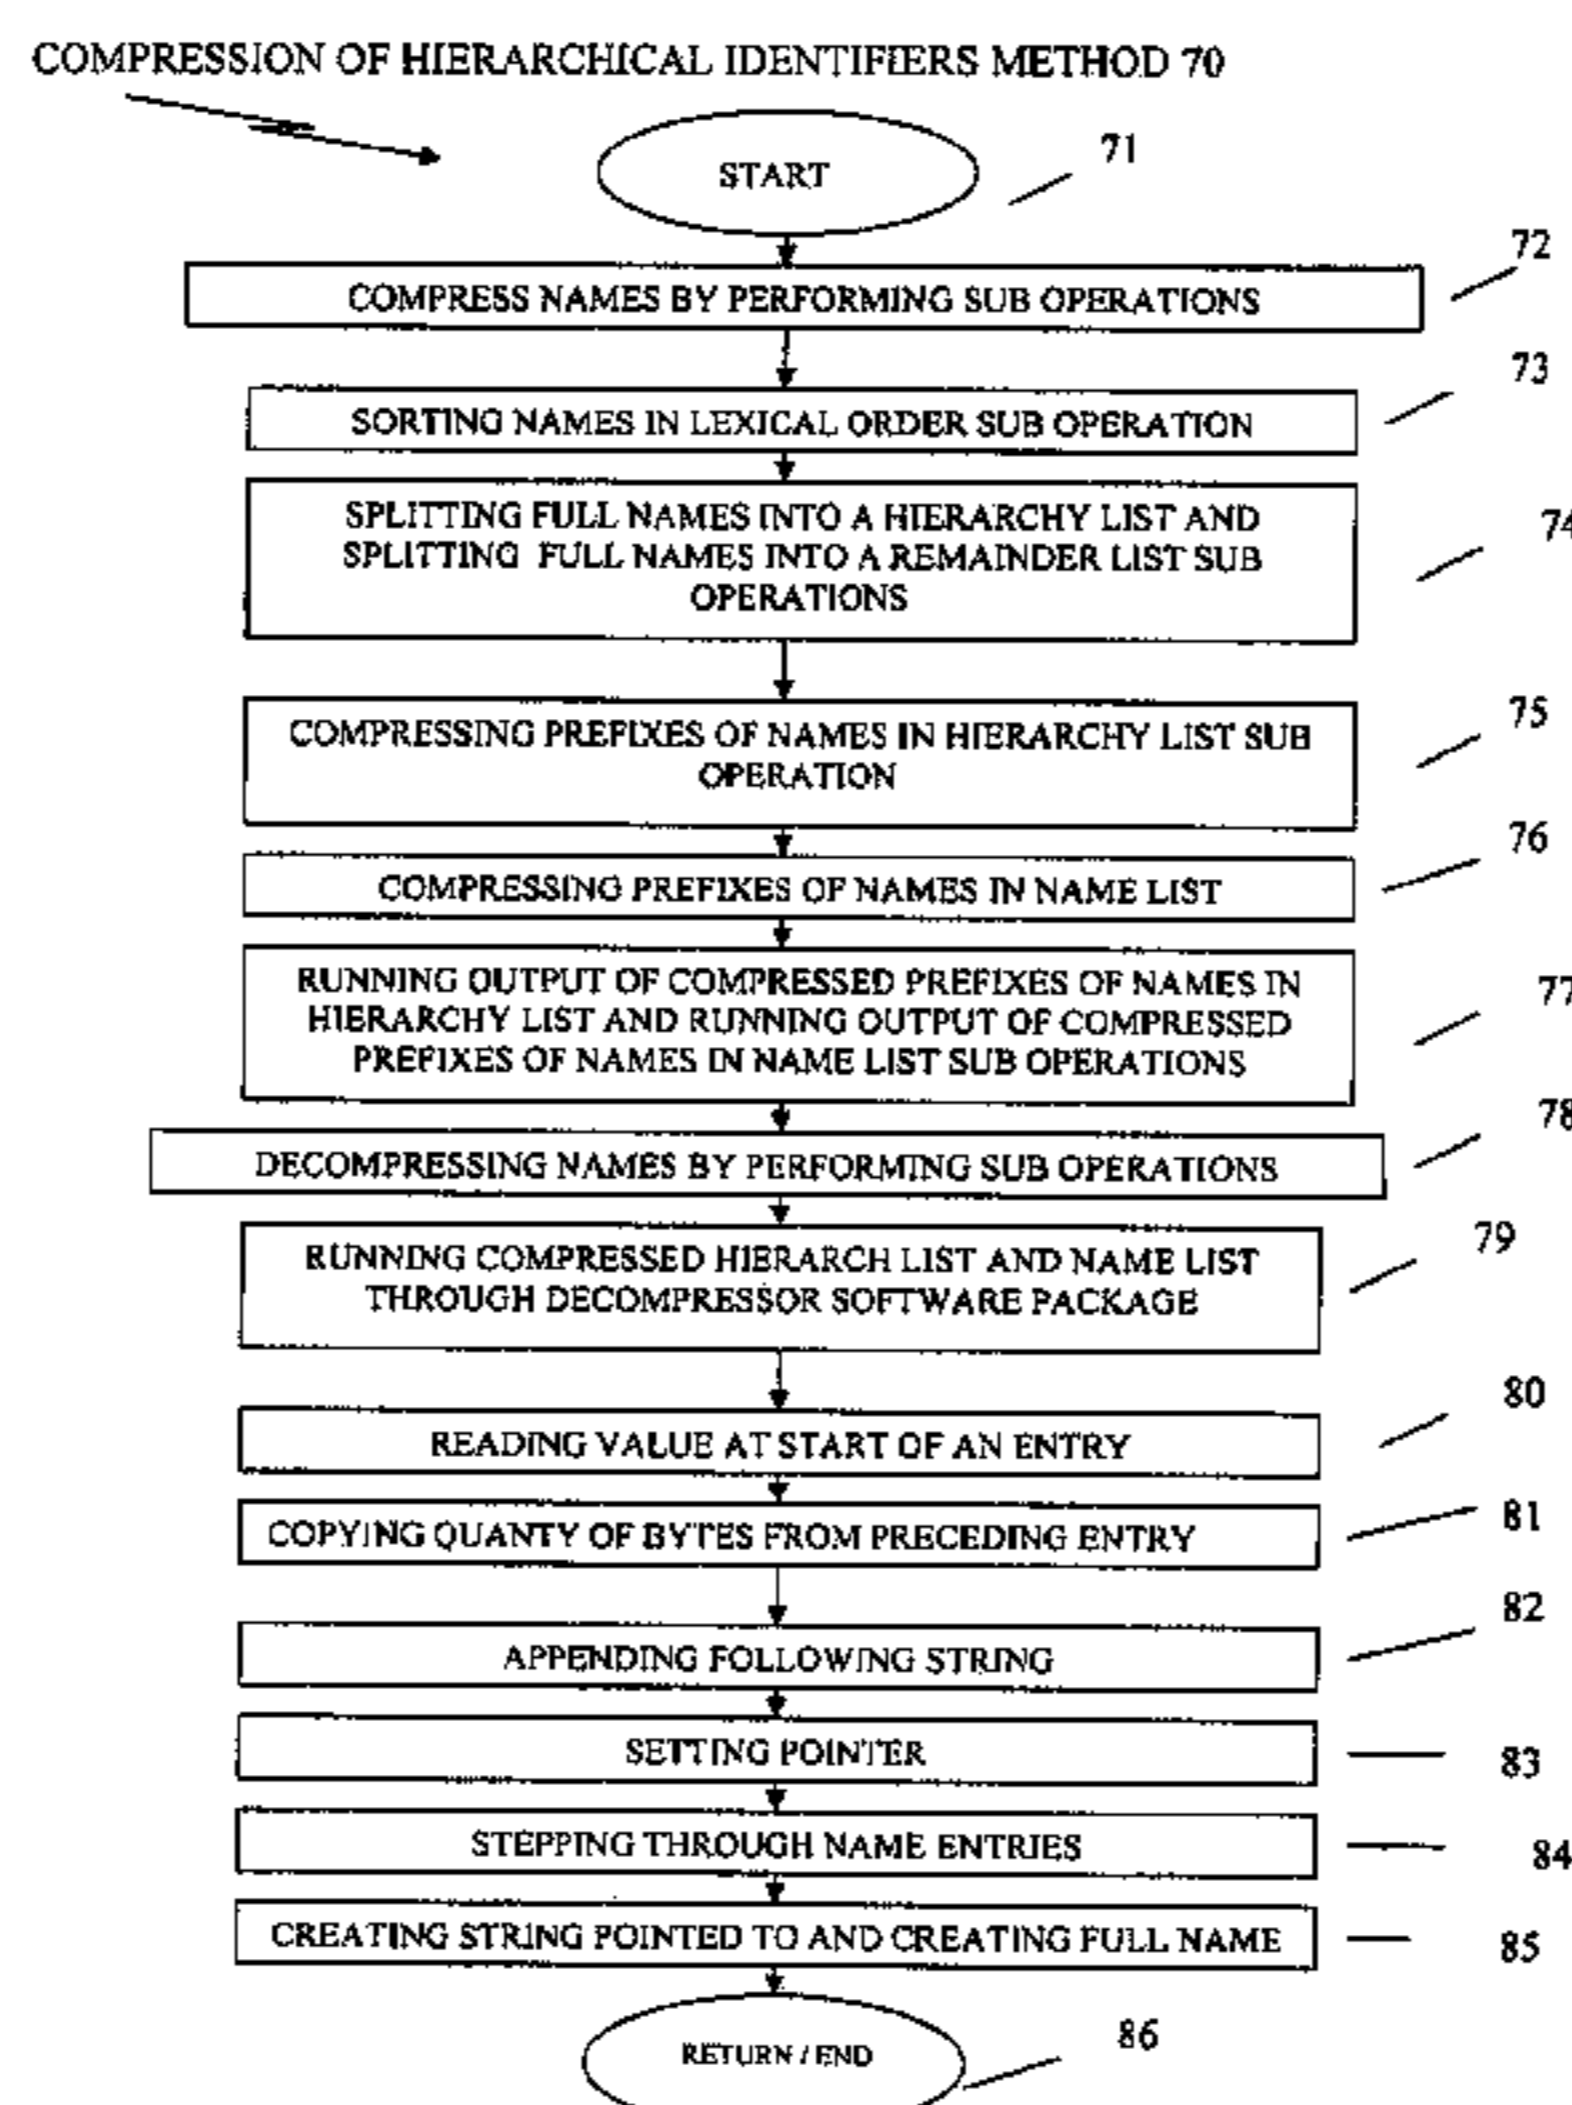 COMPRESSION OF HIERARCHICAL IDENTIFIERS METHOD 70
START
71
72
COMPRESS NAMES BY PERFORMING SUB OPERATIONS
73
SORTING NAMES IN LEXICAL ORDER SUB OPERATION
SPLITTING FULL NAMES INTO A HIERARCHY LIST AND
SPLITTING FULL NAMES INTO A REMAINDER LIST SUB
OPERATIONS
74
COMPRESSING PREFIXES OF NAMES IN HIERARCHY LIST SUB
OPERATION
75
76
COMPRESSING PREFIXES OF NAMES IN NAME LIST
RUNNING OUTPUT OF COMPRESSED PREFIXES OF NAMES IN
HIERARCHY LIST AND RUNNING OUTPUT OF COMPRESSED
PREFIXES OF NAMES IN NAME LIST SUB OPERATIONS
77
78
DECOMPRESSING NAMES BY PERFORMING SUB OPERATIONS
79
RUNNING COMPRESSED HIERARCH LIST AND NAME LIST
THROUGH DECOMPRESSOR SOFTWARE PACKAGE
80
READING VALUE AT START OF AN ENTRY
81
COPYING QUANTY OF BYTES FROM PRECEDING ENTRY
82
APPENDING FOLLOWING STRING
SETTING POINTER
83
STEPPING THROUGH NAME ENTRIES
84
CREATING STRING POINTED TO AND CREATING FULL NAME
85
RETURN / END
86